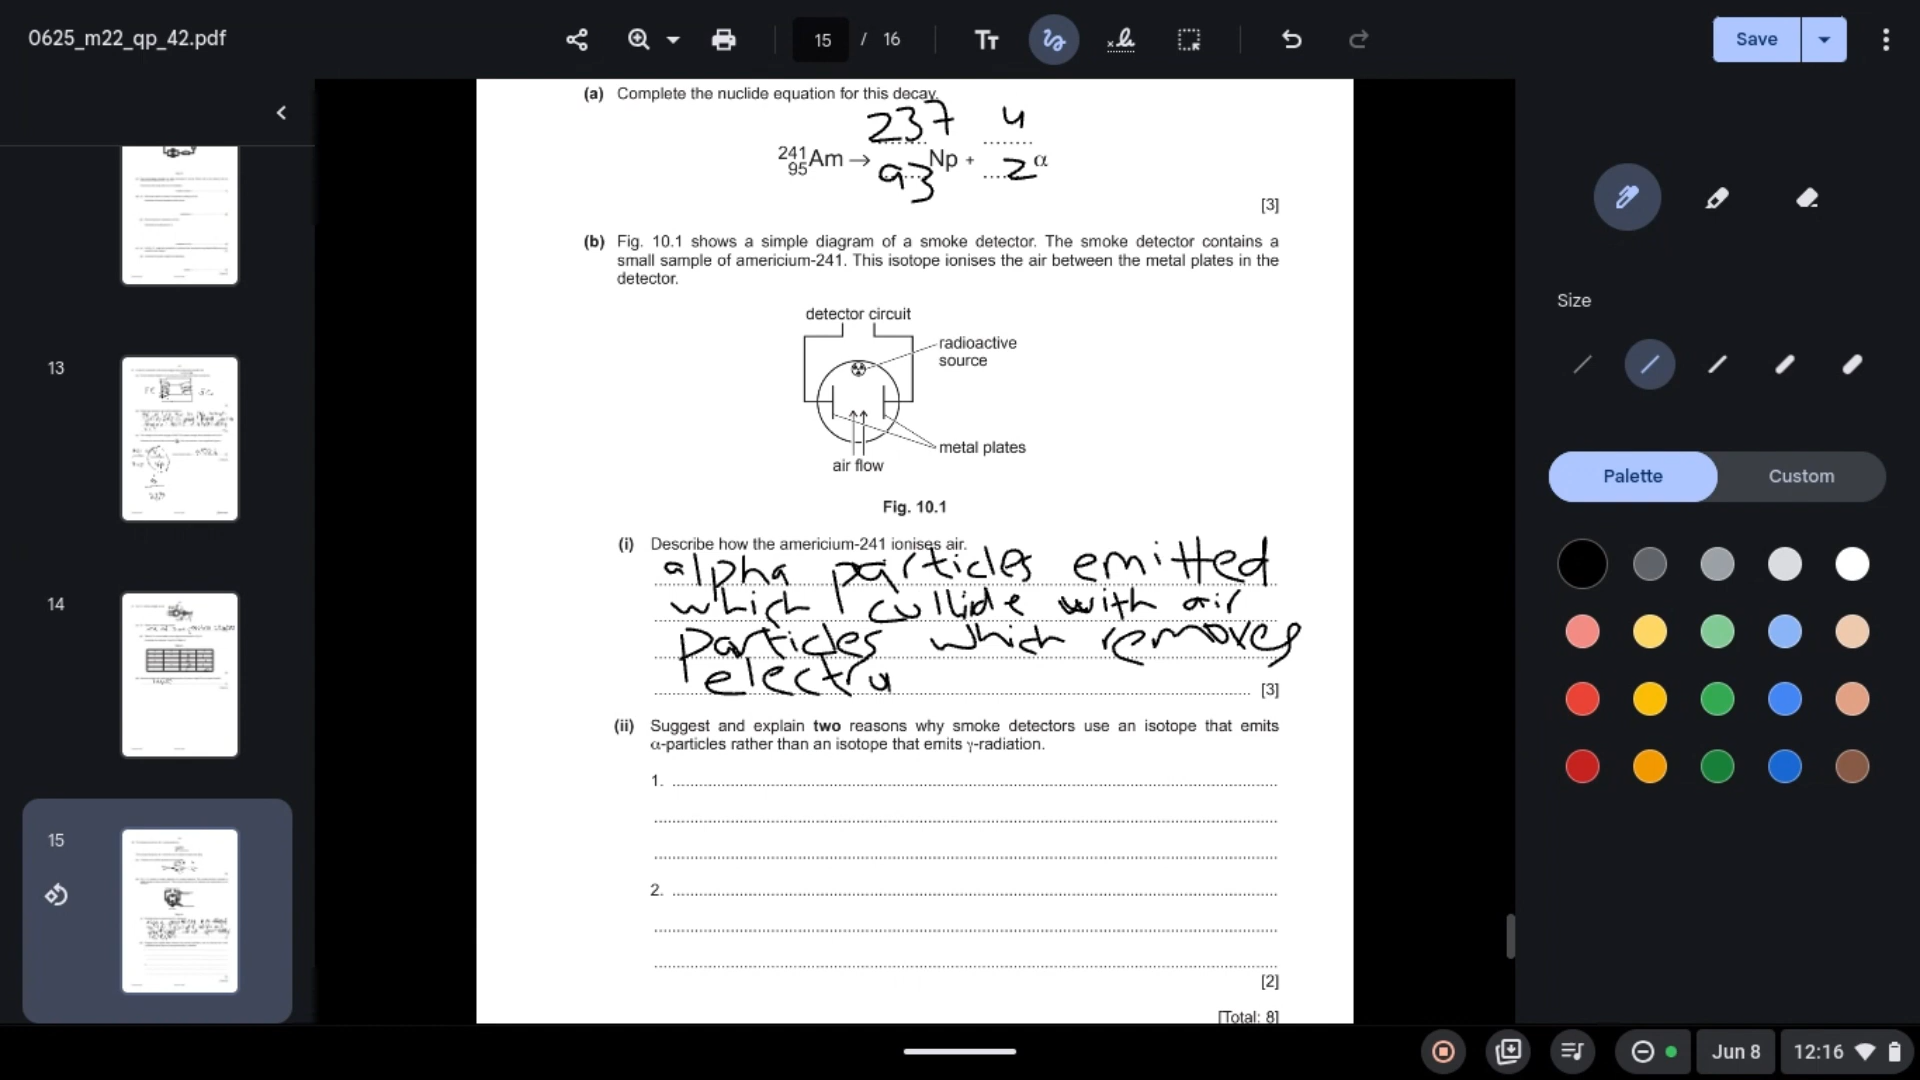 0625_m22_qp_42.pdf
15 / 16
Save
(a) Complete the nuclide equation for this decay.
237 4
241 95 Am → 93 Np + 2 α
[3]
(b) Fig. 10.1 shows a simple diagram of a smoke detector. The smoke detector contains a
small sample of americium-241. This isotope ionises the air between the metal plates in the
detector.
detector circuit
radioactive
source
metal plates
air flow
Fig. 10.1
(i) Describe how the americium-241 ionises air.
alpha particles emitted
which collide with air
particles which removes
electru
[3]
(ii) Suggest and explain two reasons why smoke detectors use an isotope that emits
α-particles rather than an isotope that emits γ-radiation.
1.
2.
[2]
[Total: 8]
13
14
15
Size
Palette Custom
Jun 8 12:16